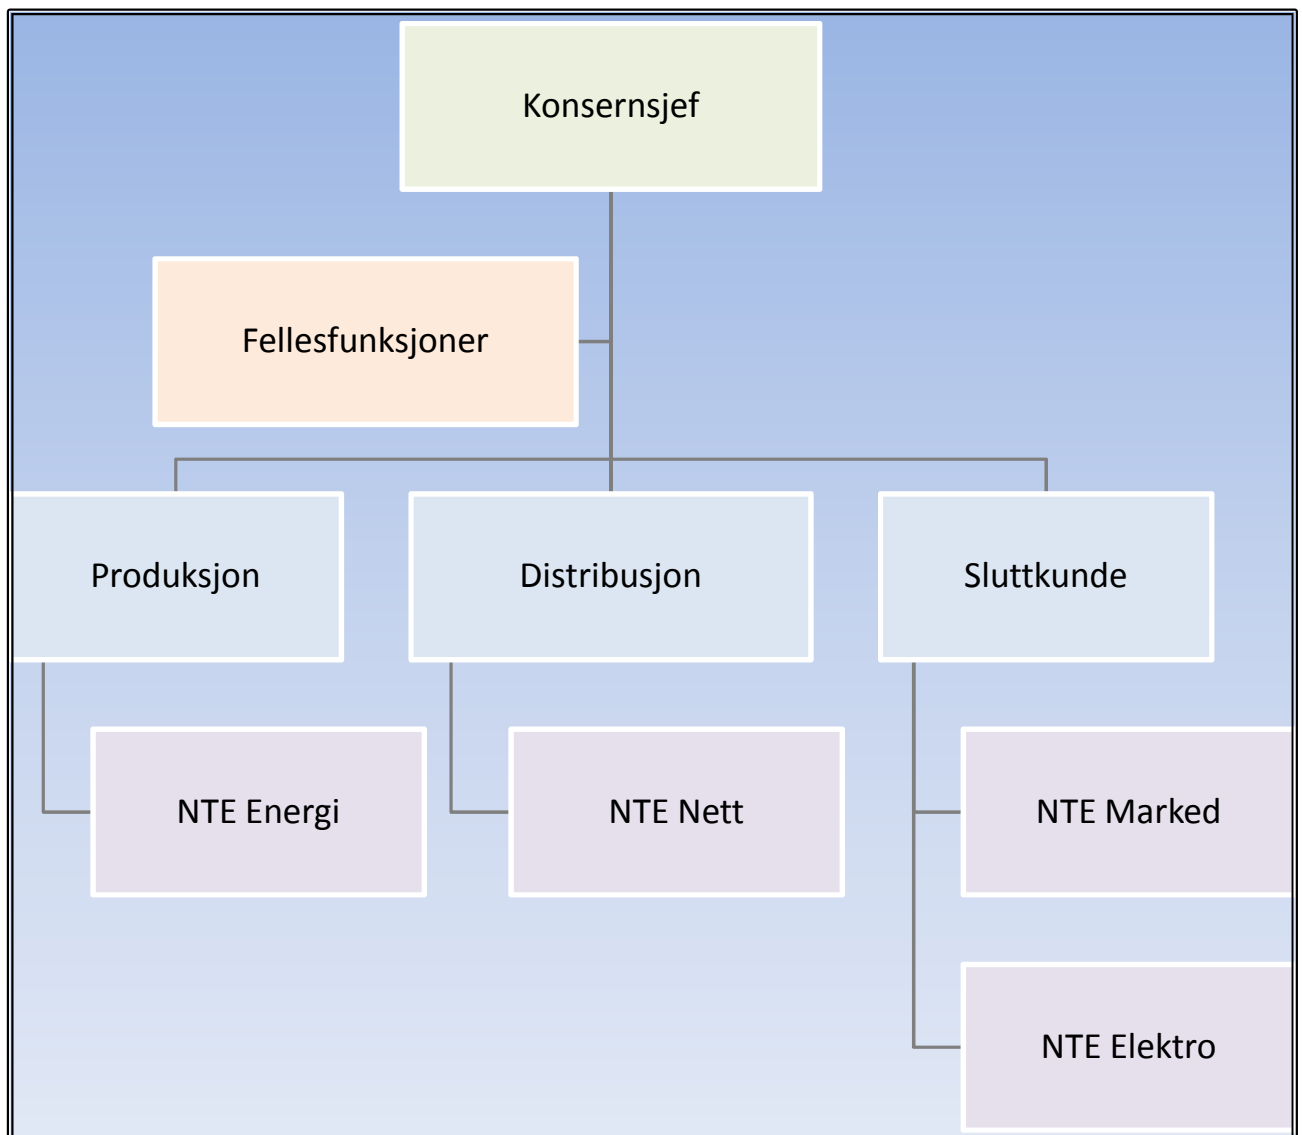 Konsernsjef
Fellesfunksjoner
Produksjon
Distribusjon
Sluttkunde
NTE Energi
NTE Nett
NTE Marked
NTE Elektro